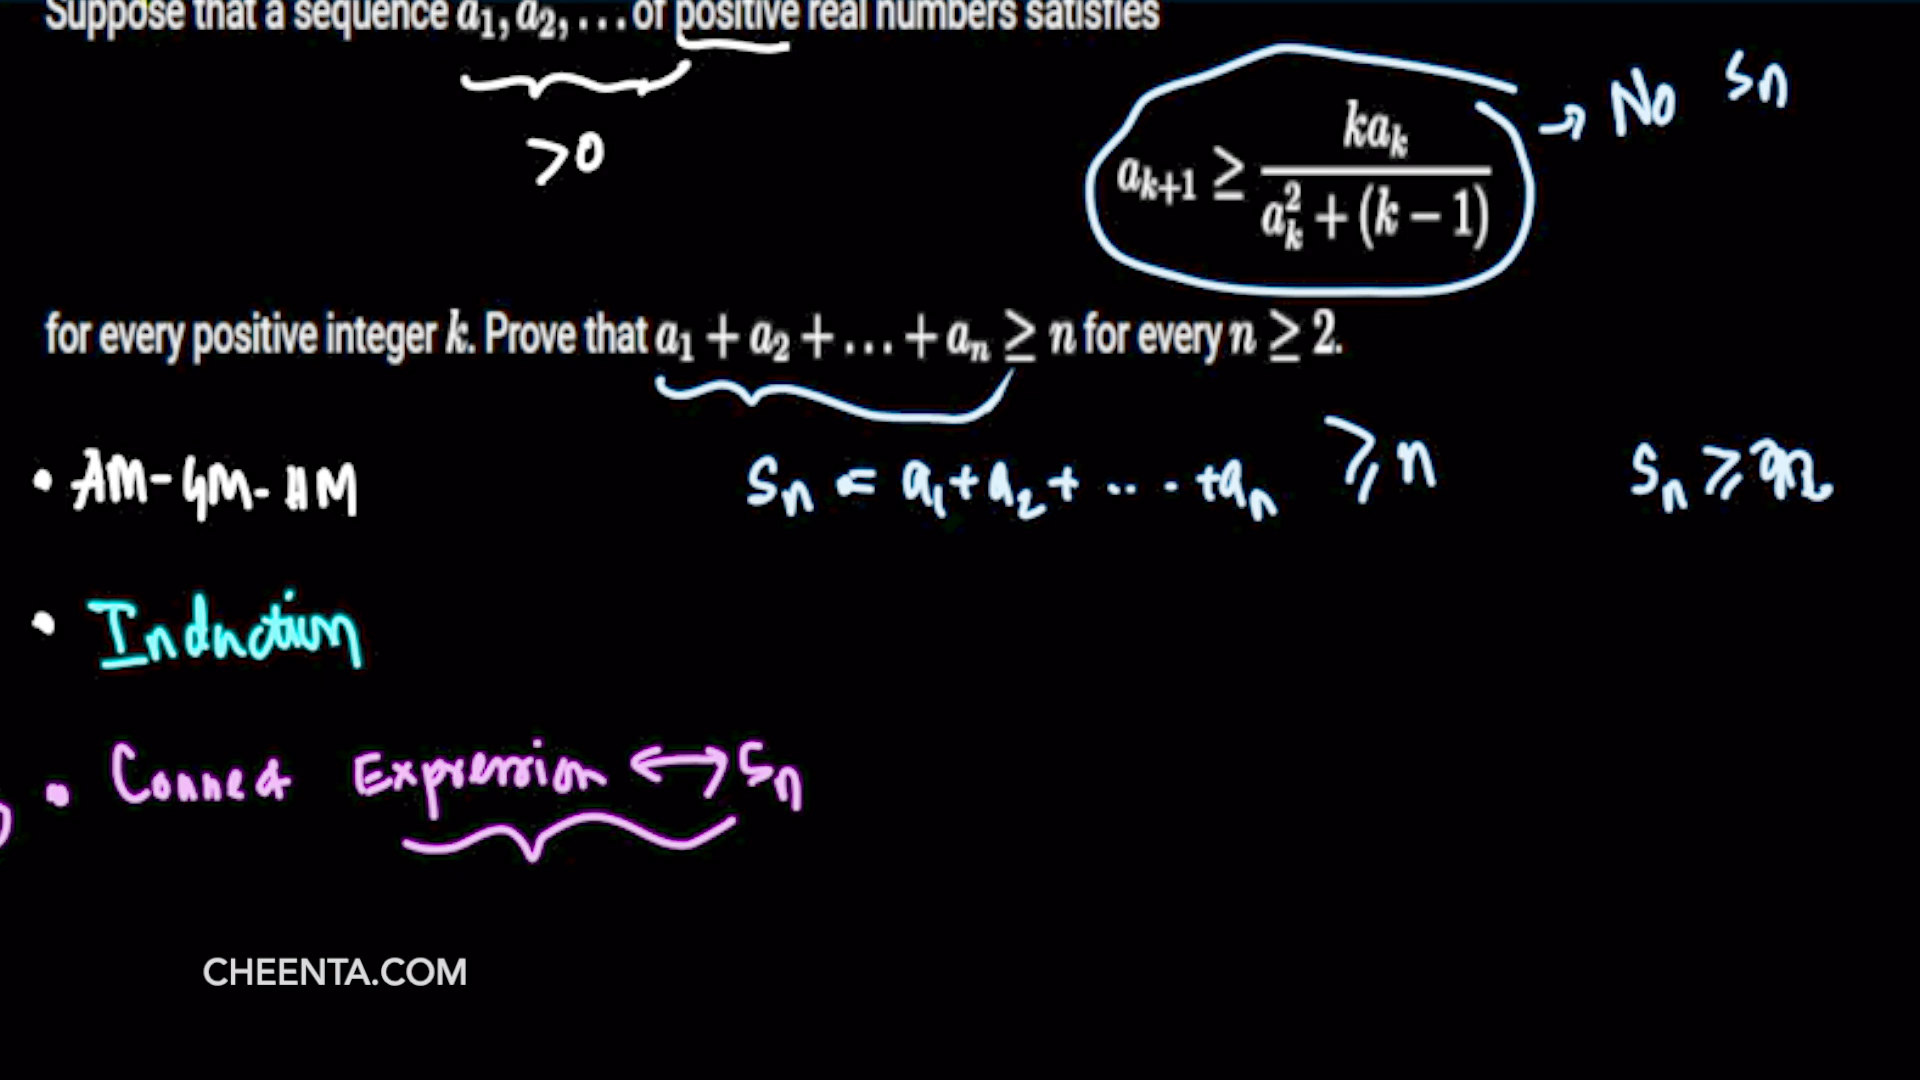 Suppose that a sequence a₁, a₂, … of positive real numbers satisfies
>0
aₖ₊₁ ≥ kaₖ / (aₖ² + (k − 1))
→ No Sn
for every positive integer k. Prove that a₁ + a₂ + … + aₙ ≥ n for every n ≥ 2.
• AM-GM-HM
Sn = a₁+a₂+ ... +an ≥ n
Sn ≥
• Induction
• Connect Expression ↔ Sn
CHEENTA.COM